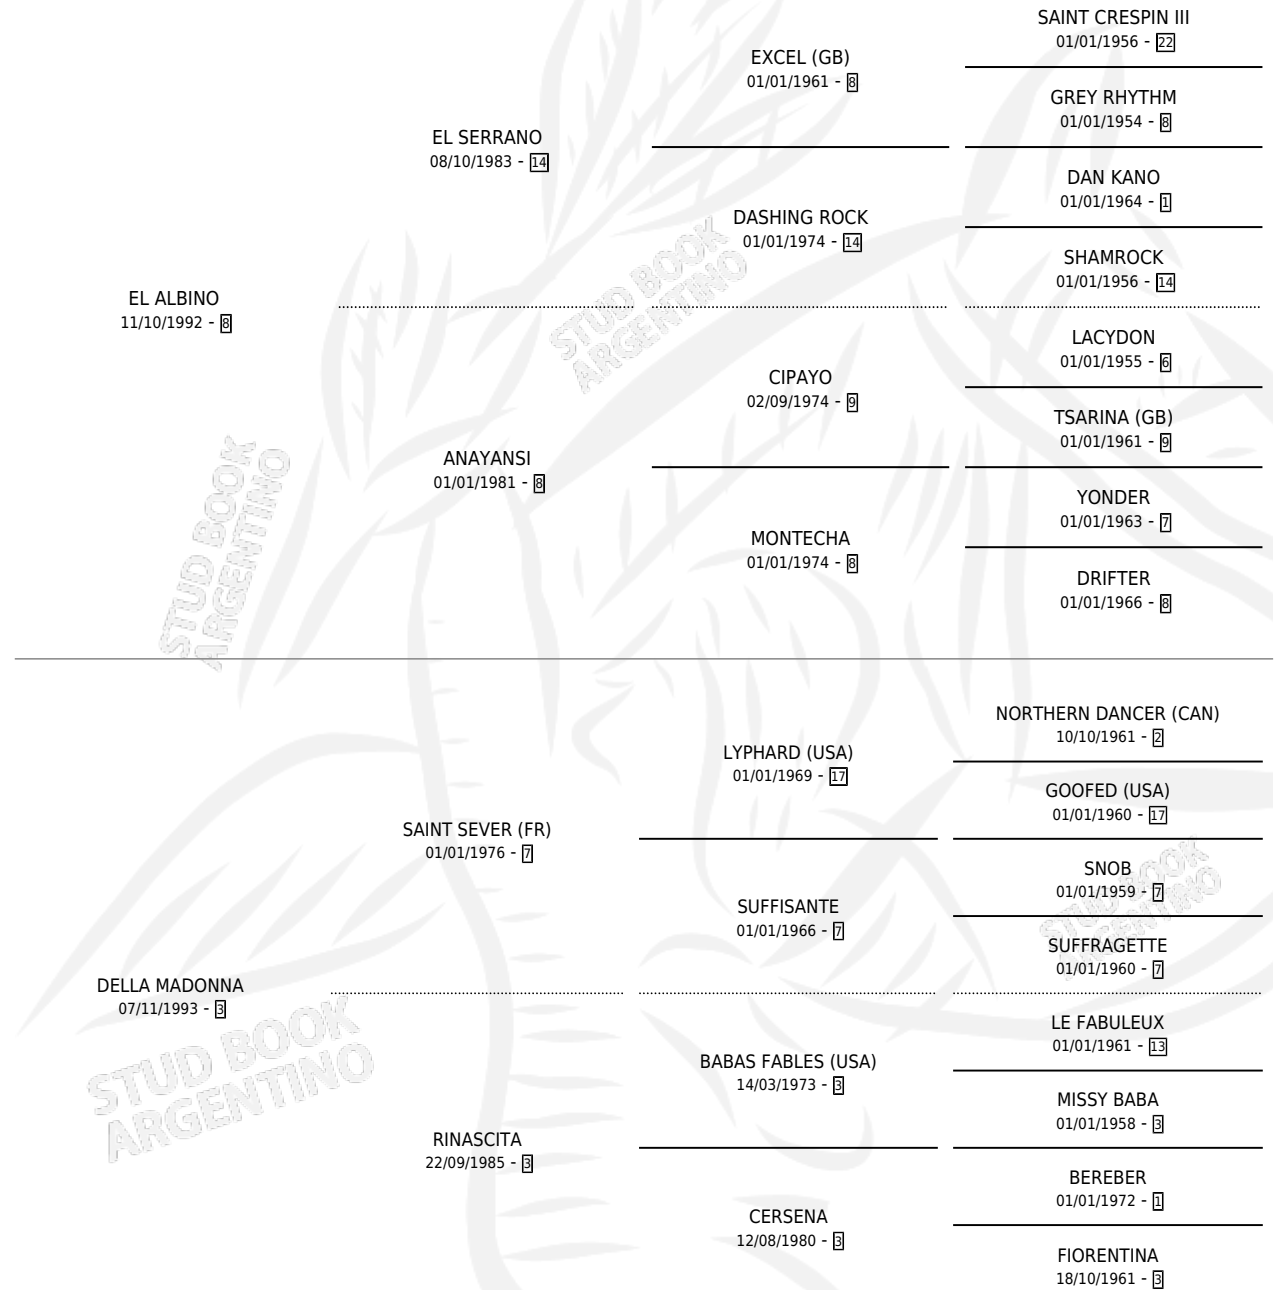 SAINT CRESPIN III
01/01/1956 - 22
EXCEL (GB)
01/01/1961 - 8
GREY RHYTHM
01/01/1954 - 8
EL SERRANO
08/10/1983 - 14
DAN KANO
01/01/1964 - 1
DASHING ROCK
01/01/1974 - 14
SHAMROCK
01/01/1956 - 14
EL ALBINO
11/10/1992 - 8
STUD BOOK
ARGENTINO
LACYDON
01/01/1955 - 6
CIPAYO
02/09/1974 - 9
TSARINA (GB)
01/01/1961 - 9
ANAYANSI
01/01/1981 - 8
YONDER
01/01/1963 - 7
MONTECHA
01/01/1974 - 8
DRIFTER
01/01/1966 - 8
STUD BOOK
ARGENTINO
NORTHERN DANCER (CAN)
10/10/1961 - 2
LYPHARD (USA)
01/01/1969 - 17
GOOFED (USA)
01/01/1960 - 17
SAINT SEVER (FR)
01/01/1976 - 7
SNOB
01/01/1959 - 7
STUD BOOK
ARGENTINO
SUFFISANTE
01/01/1966 - 7
SUFFRAGETTE
01/01/1960 - 7
DELLA MADONNA
07/11/1993 - 3
STUD BOOK
ARGENTINO
LE FABULEUX
01/01/1961 - 13
BABAS FABLES (USA)
14/03/1973 - 3
MISSY BABA
01/01/1958 - 3
RINASCITA
22/09/1985 - 3
BEREBER
01/01/1972 - 1
CERSENA
12/08/1980 - 3
FIORENTINA
18/10/1961 - 3